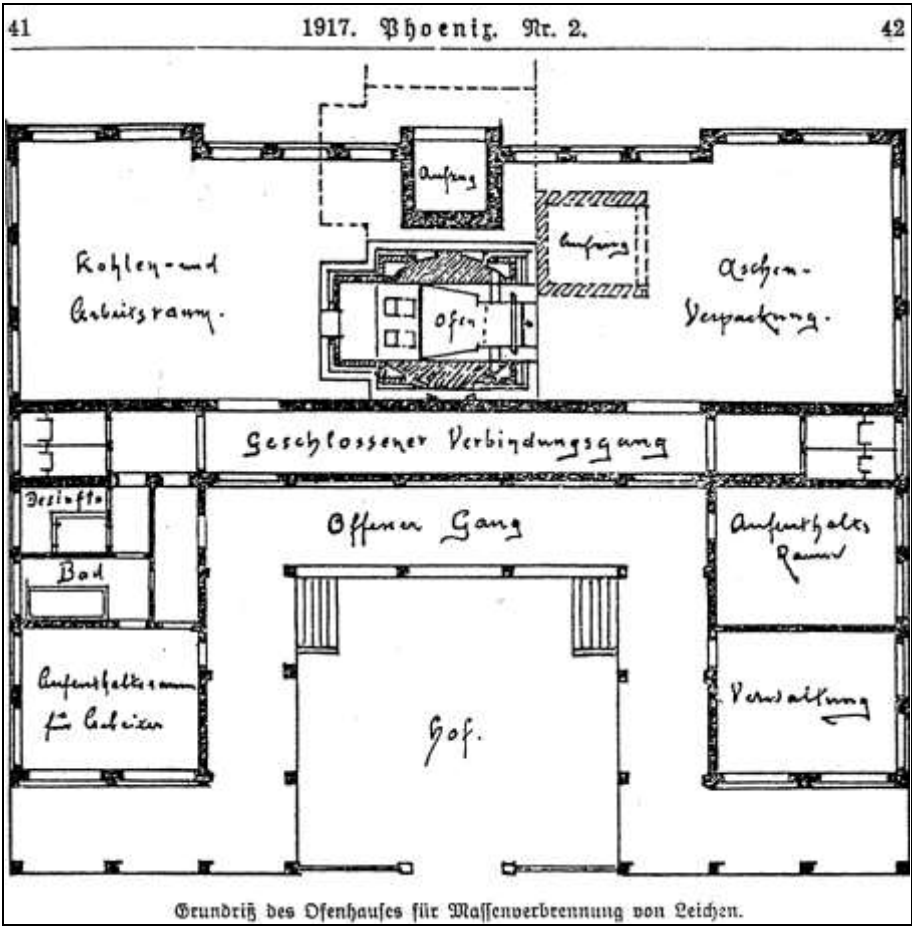 41 1917. Phoenix. Nr. 2. 42
Aufzug
Aufzug
Kohlen- und
Arbeitsraum.
Ofen
Aschen-
Verpackung.
Geschlossener Verbindungsgang
Desinftn
Offener Gang
Aufenthalts
Raum
Bad
Aufenthaltsraum
für Arbeiter
Hof.
Verwaltung
Grundriß des Ofenhauses für Massenverbrennung von Leichen.